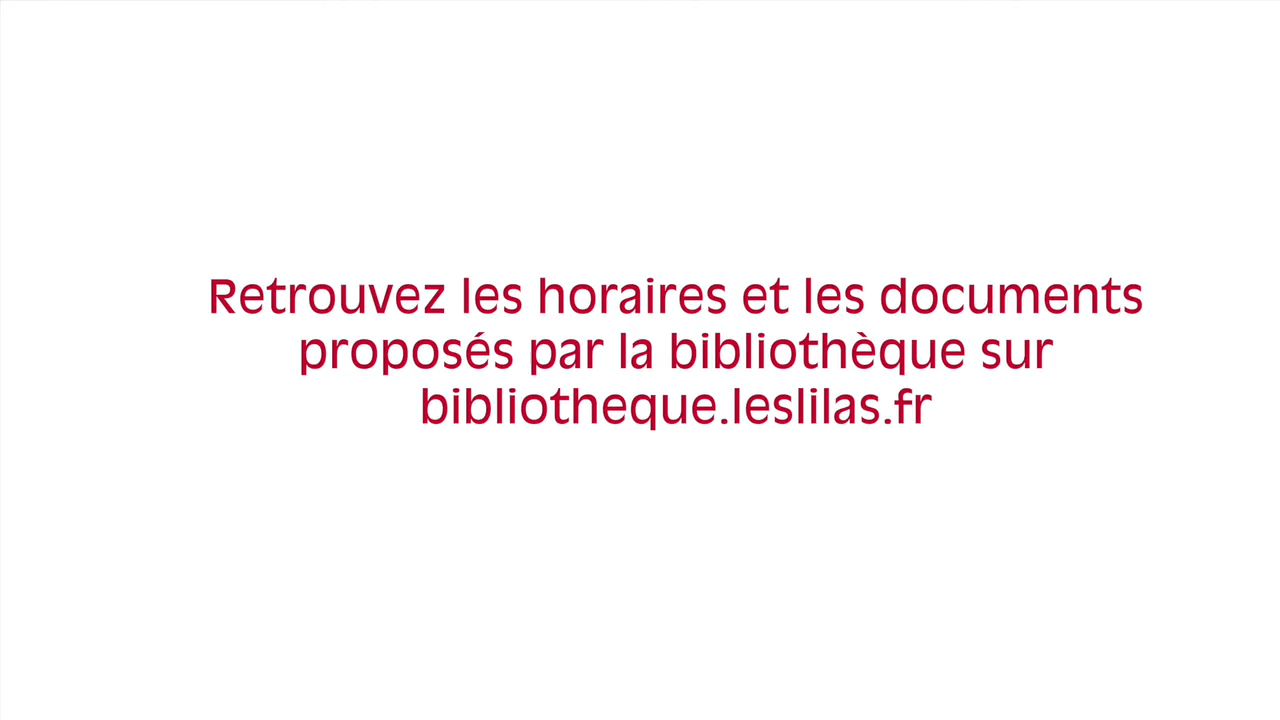 Retrouvez les horaires et les documents
proposés par la bibliothèque sur
bibliotheque.leslilas.fr